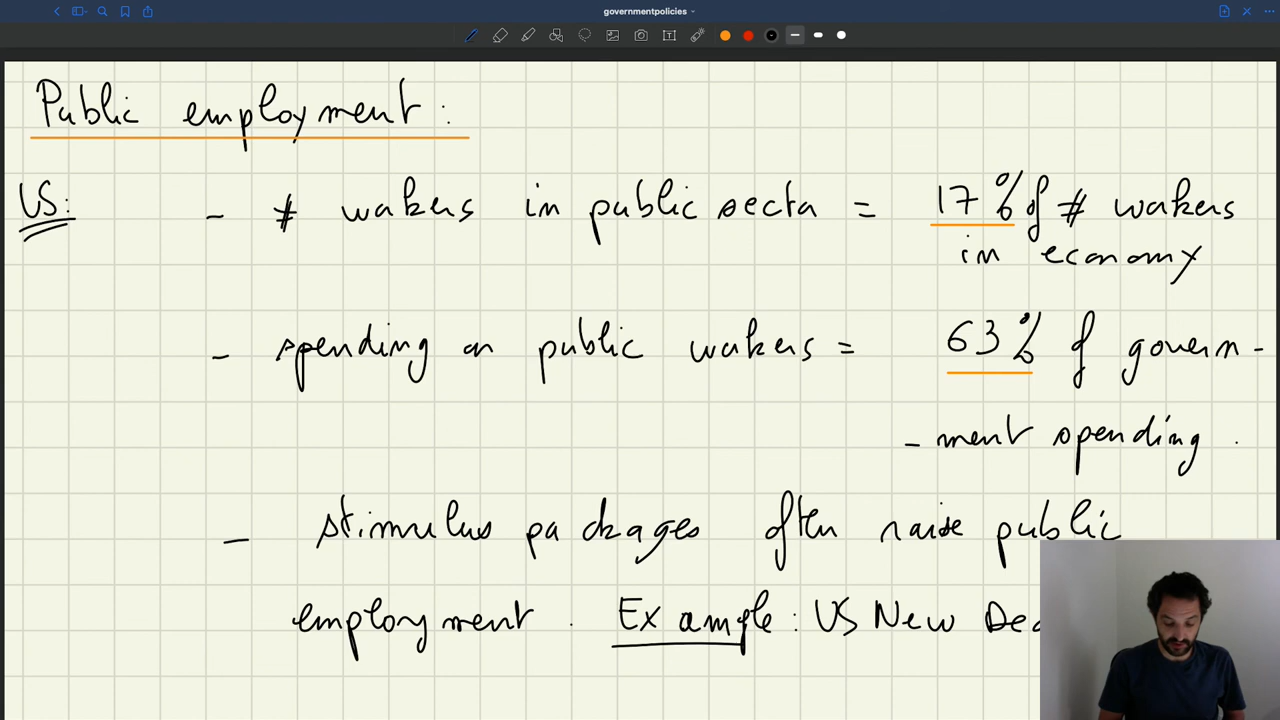 governmentpolicies
Public employment:
US: - # workers in public sector = 17% of # workers
in economy
- spending on public workers = 63% of govern-
-ment spending.
- stimulus packages often raise public
employment. Example: US New